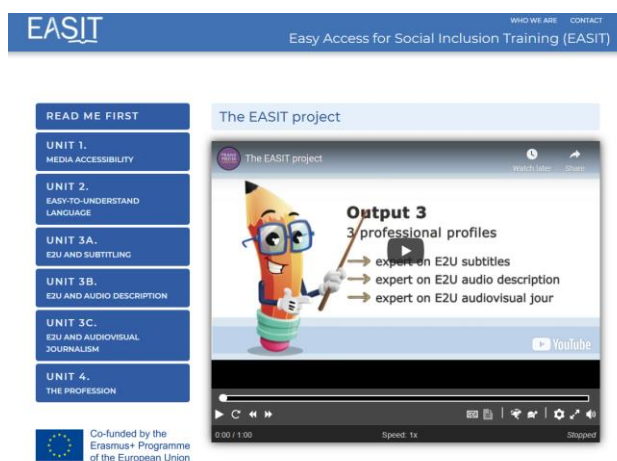 EASIT
WHO WE ARE CONTACT
Easy Access for Social Inclusion Training (EASIT)
READ ME FIRST
UNIT 1.
MEDIA ACCESSIBILITY
UNIT 2.
EASY-TO-UNDERSTAND
LANGUAGE
UNIT 3A.
E2U AND SUBTITLING
UNIT 3B.
E2U AND AUDIO DESCRIPTION
UNIT 3C.
E2U AND AUDIOVISUAL
JOURNALISM
UNIT 4.
THE PROFESSION
Co-funded by the
Erasmus+ Programme
of the European Union
The EASIT project
The EASIT project
Watch later Share
Output 3
3 professional profiles
expert on E2U subtitles
expert on E2U audio description
expert on E2U audiovisual jour
YouTube
0:00 / 1:00 Speed: 1x Stopped